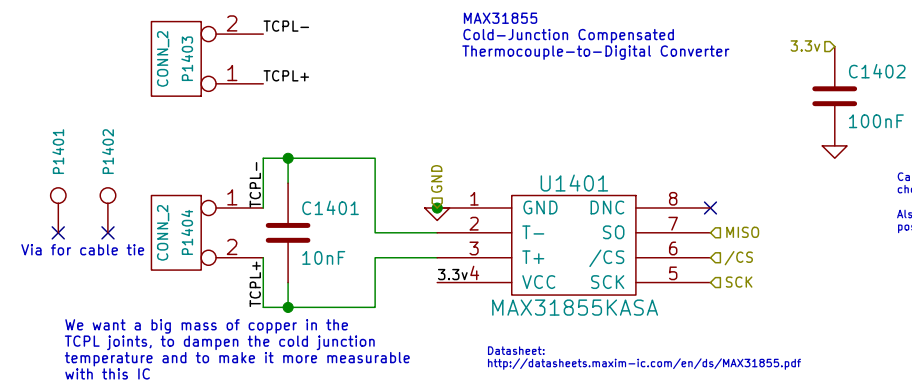 2 TCPL-
CONN_2
P1403
1 TCPL+
MAX31855
Cold-Junction Compensated
Thermocouple-to-Digital Converter
3.3v
C1402
100nF
P1401
P1402
Via for cable tie
CONN_2
P1404
1
TCPL-
2
TCPL+
C1401
10nF
GND
U1401
1 GND DNC 8
2 T- SO 7 MISO
3 T+ /CS 6 /CS
3.3v 4 VCC SCK 5 SCK
MAX31855KASA
We want a big mass of copper in the
TCPL joints, to dampen the cold junction
temperature and to make it more measurable
with this IC
Datasheet:
http://datasheets.maxim-ic.com/en/ds/MAX31855.pdf